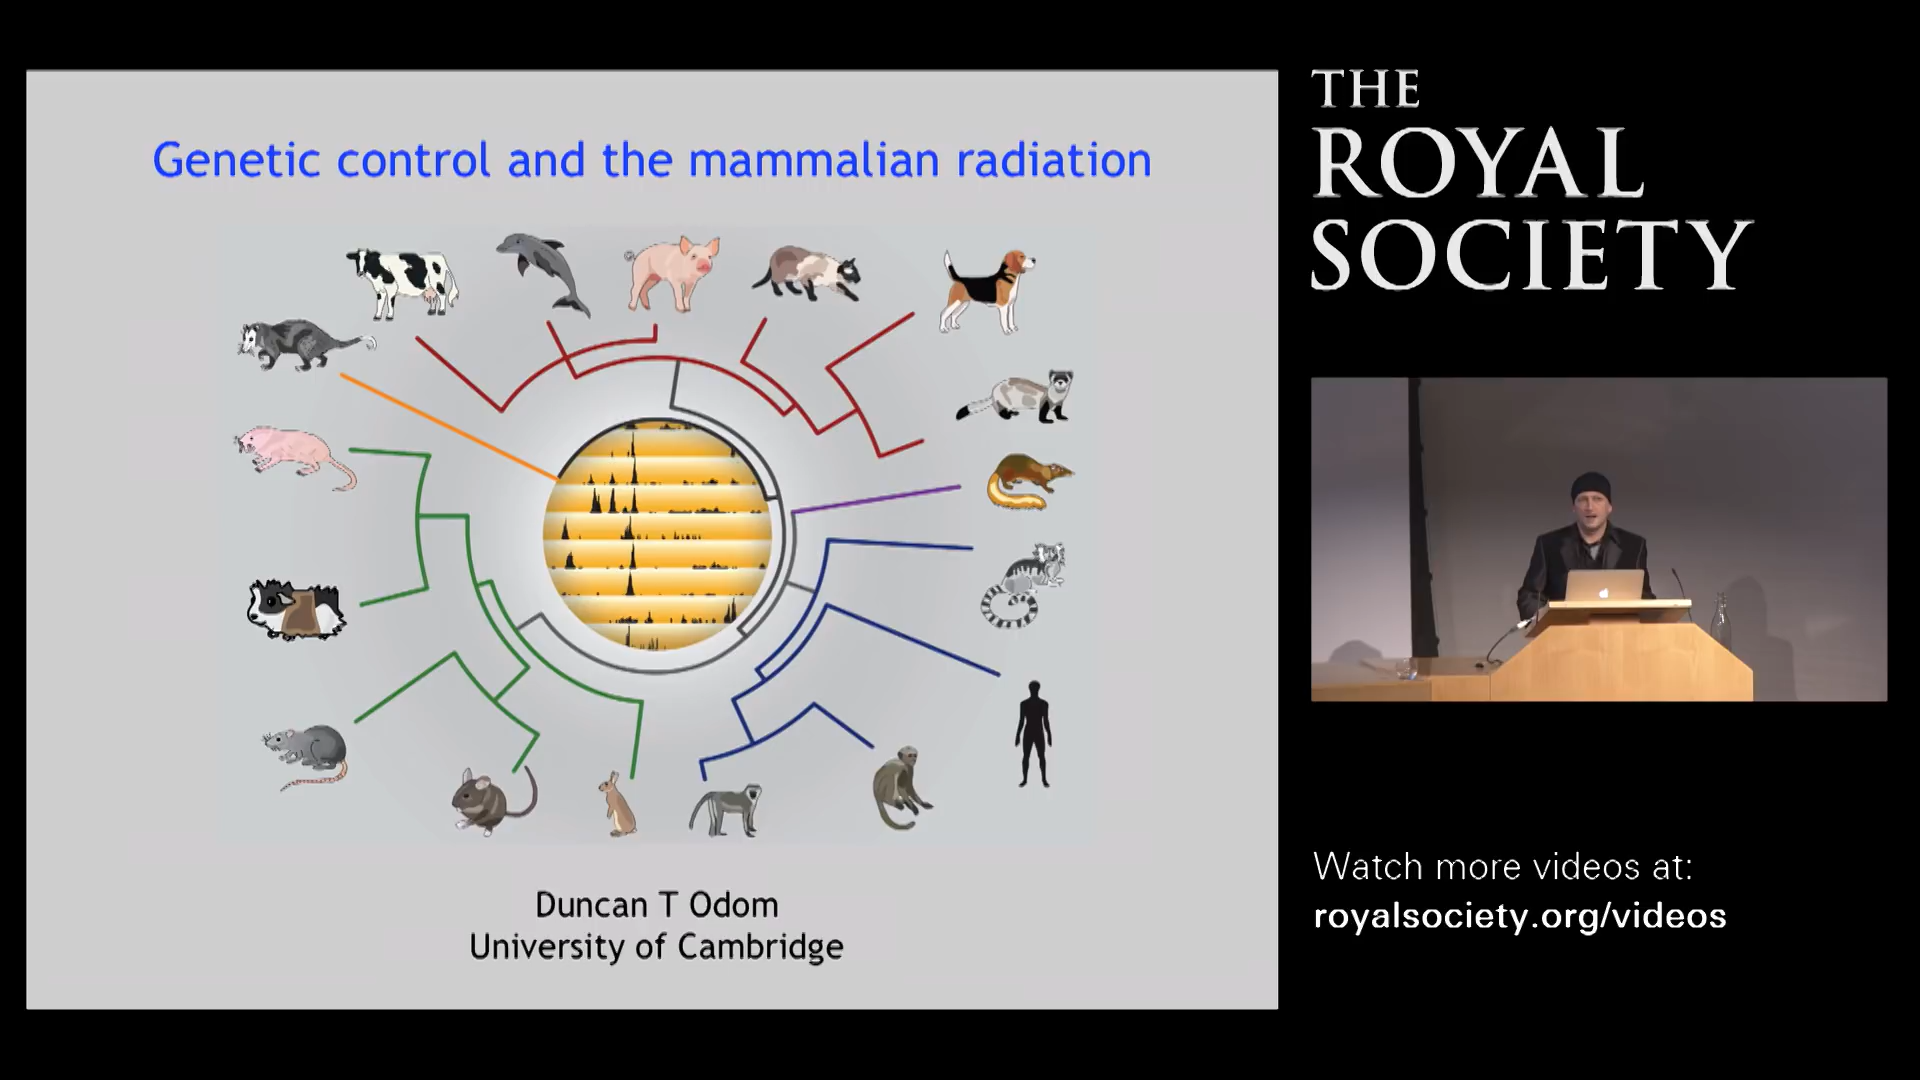 Genetic control and the mammalian radiation
Duncan T Odom
University of Cambridge
THE
ROYAL
SOCIETY
Watch more videos at:
royalsociety.org/videos